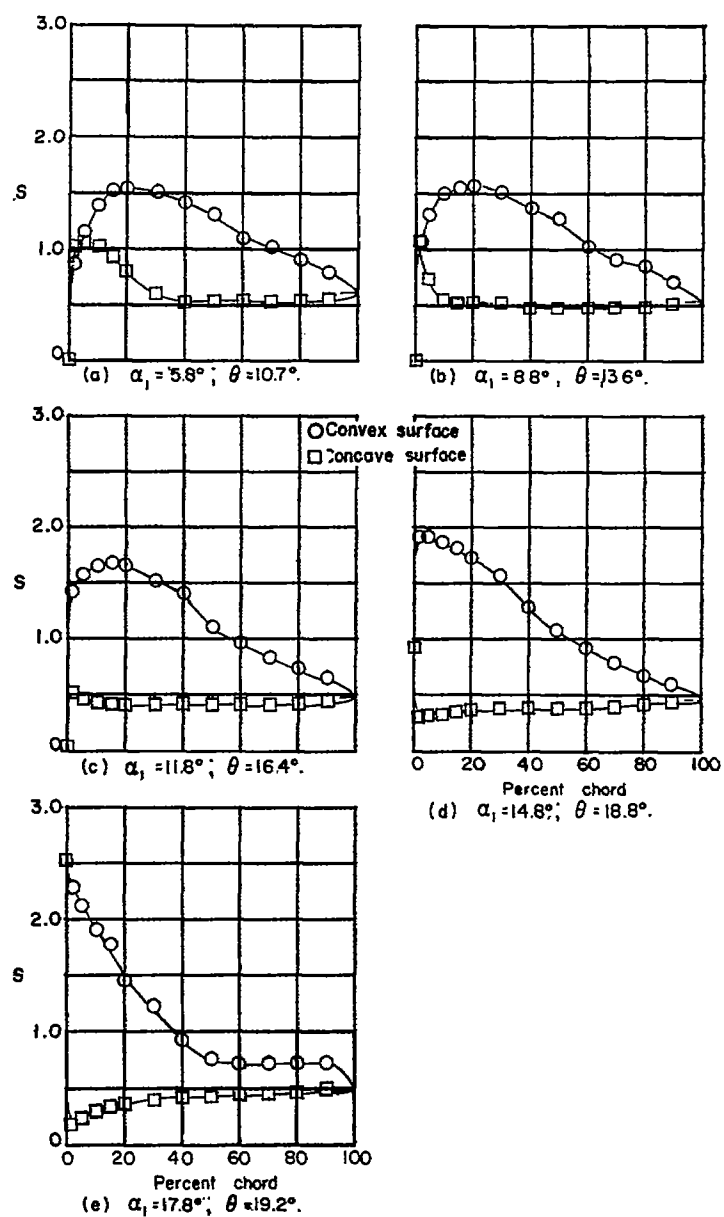 3.0
2.0
S
1.0
0
(a) α₁ = 5.8°; θ = 10.7°.
(b) α₁ = 8.8°, θ = 13.6°.
3.0
○ Convex surface
□ Concave surface
2.0
S
1.0
0
(c) α₁ = 11.8°; θ = 16.4°.
0 20 40 60 80 100
Percent chord
(d) α₁ = 14.8°; θ = 18.8°.
3.0
2.0
S
1.0
0
0 20 40 60 80 100
Percent chord
(e) α₁ = 17.8°; θ = 19.2°.